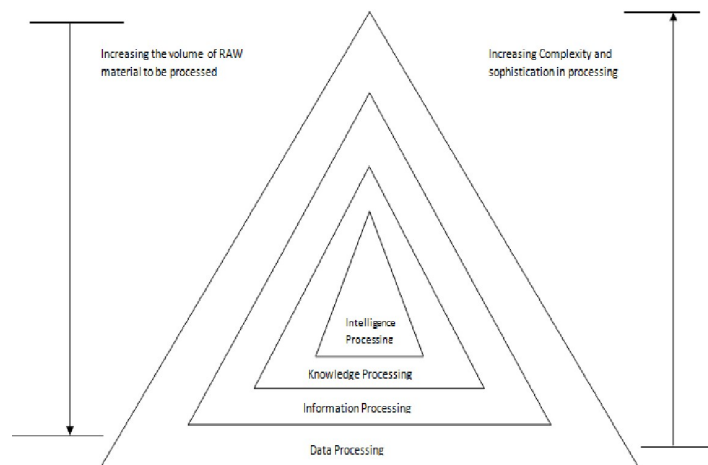 Increasing the volume of RAW
material to be processed
Increasing Complexity and
sophistication in processing
Intelligence
Processing
Knowledge Processing
Information Processing
Data Processing